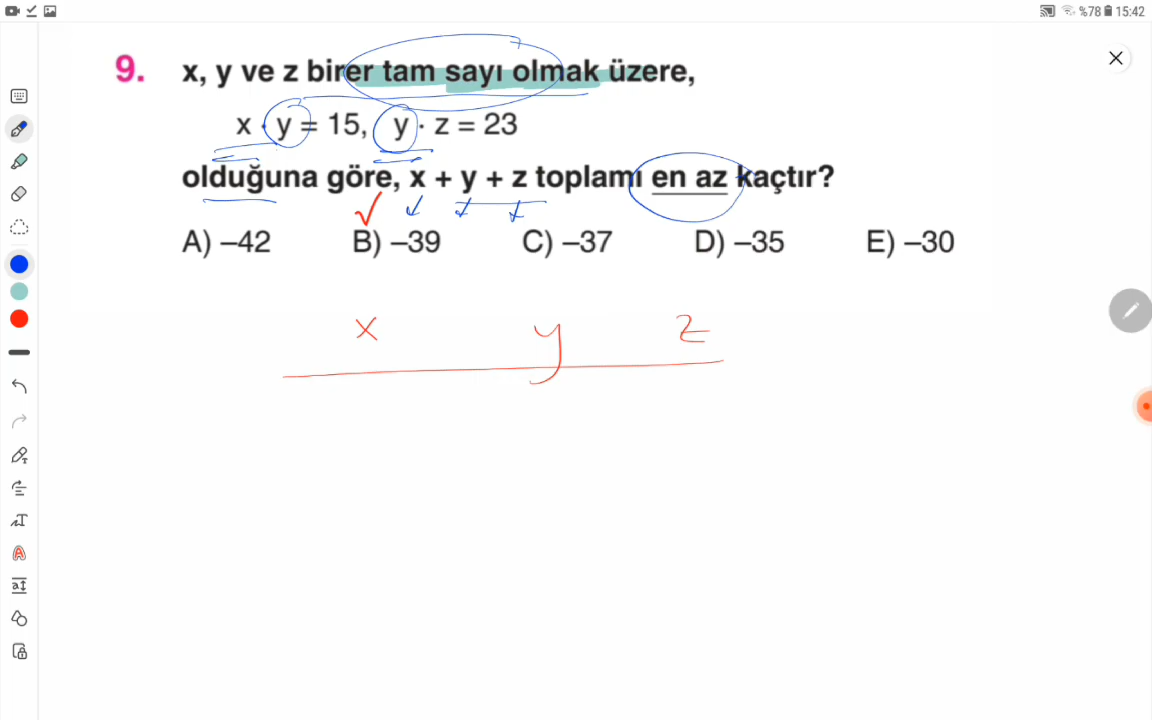 %78 15:42
9. x, y ve z birer tam sayı olmak üzere,
x · y = 15, y · z = 23
olduğuna göre, x + y + z toplamı en az kaçtır?
A) –42 B) –39 C) –37 D) –35 E) –30
x y z